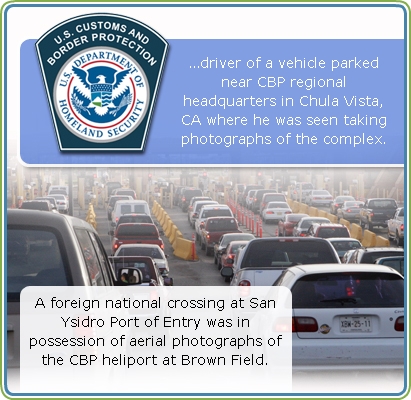 U.S. CUSTOMS AND
BORDER PROTECTION
U.S. DEPARTMENT OF
HOMELAND SECURITY
...driver of a vehicle parked
near CBP regional
headquarters in Chula Vista,
CA where he was seen taking
photographs of the complex.
A foreign national crossing at San
Ysidro Port of Entry was in
possession of aerial photographs of
the CBP heliport at Brown Field.